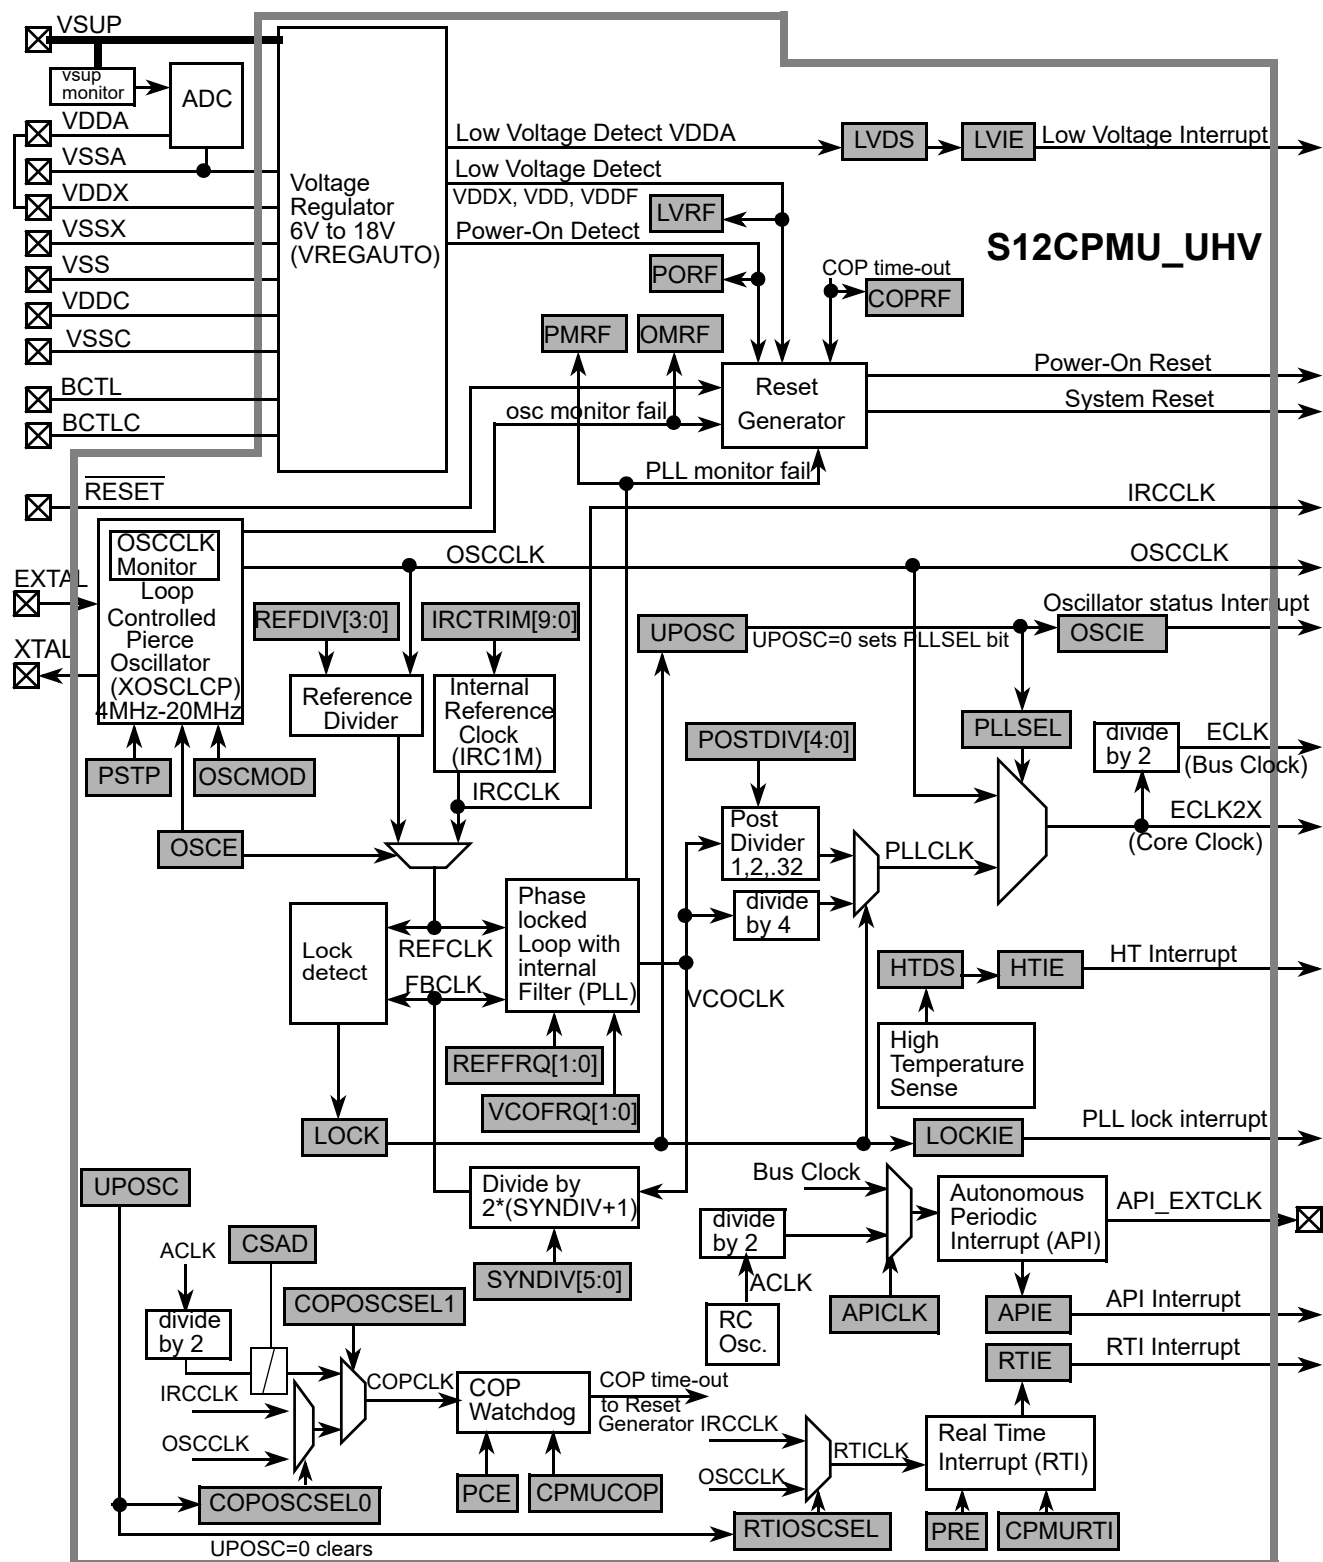 VSUP
vsup
monitor
ADC
VDDA
VSSA
VDDX
VSSX
VSS
VDDC
VSSC
BCTL
BCTLC
RESET
Voltage
Regulator
6V to 18V
(VREGAUTO)
Low Voltage Detect VDDA
LVDS
LVIE
Low Voltage Interrupt
Low Voltage Detect
VDDX, VDD, VDDF
LVRF
Power-On Detect
PORF
S12CPMU_UHV
COP time-out
COPRF
PMRF
OMRF
Reset
Generator
Power-On Reset
System Reset
osc monitor fail
PLL monitor fail
IRCCLK
OSCCLK
Monitor
Loop
Controlled
Pierce
Oscillator
(XOSCLCP)
4MHz-20MHz
EXTAL
XTAL
OSCCLK
OSCCLK
REFDIV[3:0]
IRCTRIM[9:0]
UPOSC
UPOSC=0 sets PLLSEL bit
Oscillator status Interrupt
OSCIE
Reference
Divider
Internal
Reference
Clock
(IRC1M)
PSTP
OSCMOD
OSCE
IRCCLK
POSTDIV[4:0]
PLLSEL
divide
by 2
ECLK
(Bus Clock)
ECLK2X
(Core Clock)
Post
Divider
1,2,.32
PLLCLK
divide
by 4
Phase
locked
Loop with
internal
Filter (PLL)
Lock
detect
REFCLK
FBCLK
VCOCLK
REFFRQ[1:0]
VCOFRQ[1:0]
HTDS
HTIE
HT Interrupt
High
Temperature
Sense
LOCK
LOCKIE
PLL lock interrupt
UPOSC
Divide by
2*(SYNDIV+1)
SYNDIV[5:0]
Bus Clock
divide
by 2
ACLK
RC
Osc.
APICLK
Autonomous
Periodic
Interrupt (API)
API_EXTCLK
APIE
API Interrupt
RTIE
RTI Interrupt
ACLK
CSAD
divide
by 2
COPOSCSEL1
IRCCLK
OSCCLK
COPCLK
COP
Watchdog
COP time-out
to Reset
Generator
COPOSCSEL0
PCE
CPMUCOP
IRCCLK
OSCCLK
RTICLK
Real Time
Interrupt (RTI)
RTIOSCSEL
PRE
CPMURTI
UPOSC=0 clears